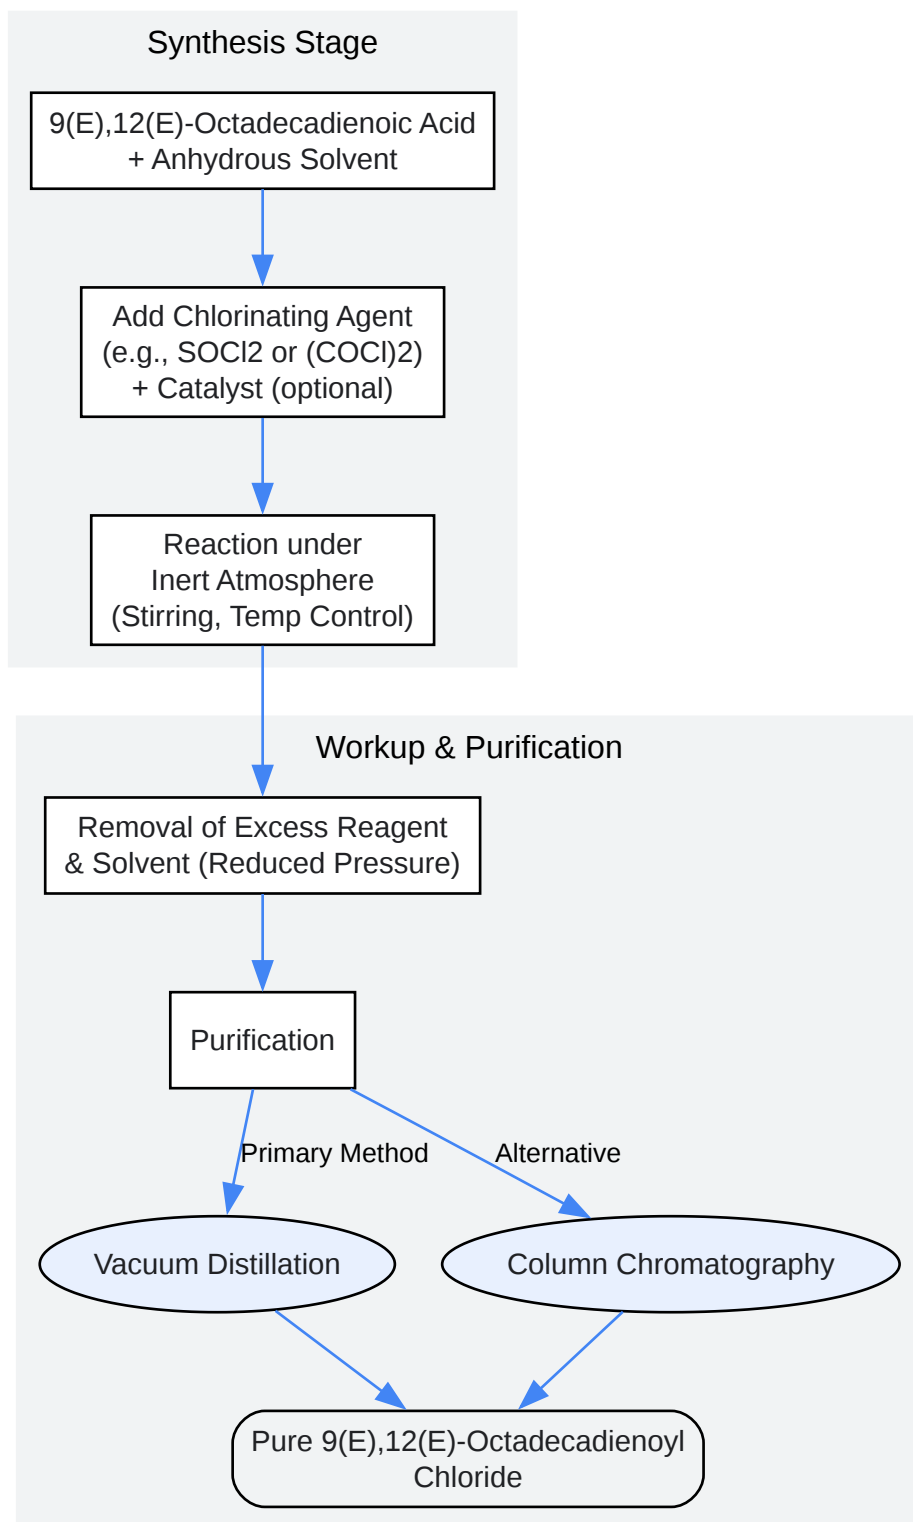 Synthesis Stage
9(E),12(E)-Octadecadienoic Acid
+ Anhydrous Solvent
Add Chlorinating Agent
(e.g., SOCl2 or (COCl)2)
+ Catalyst (optional)
Reaction under
Inert Atmosphere
(Stirring, Temp Control)
Workup & Purification
Removal of Excess Reagent
& Solvent (Reduced Pressure)
Purification
Primary Method
Alternative
Vacuum Distillation
Column Chromatography
Pure 9(E),12(E)-Octadecadienoyl
Chloride